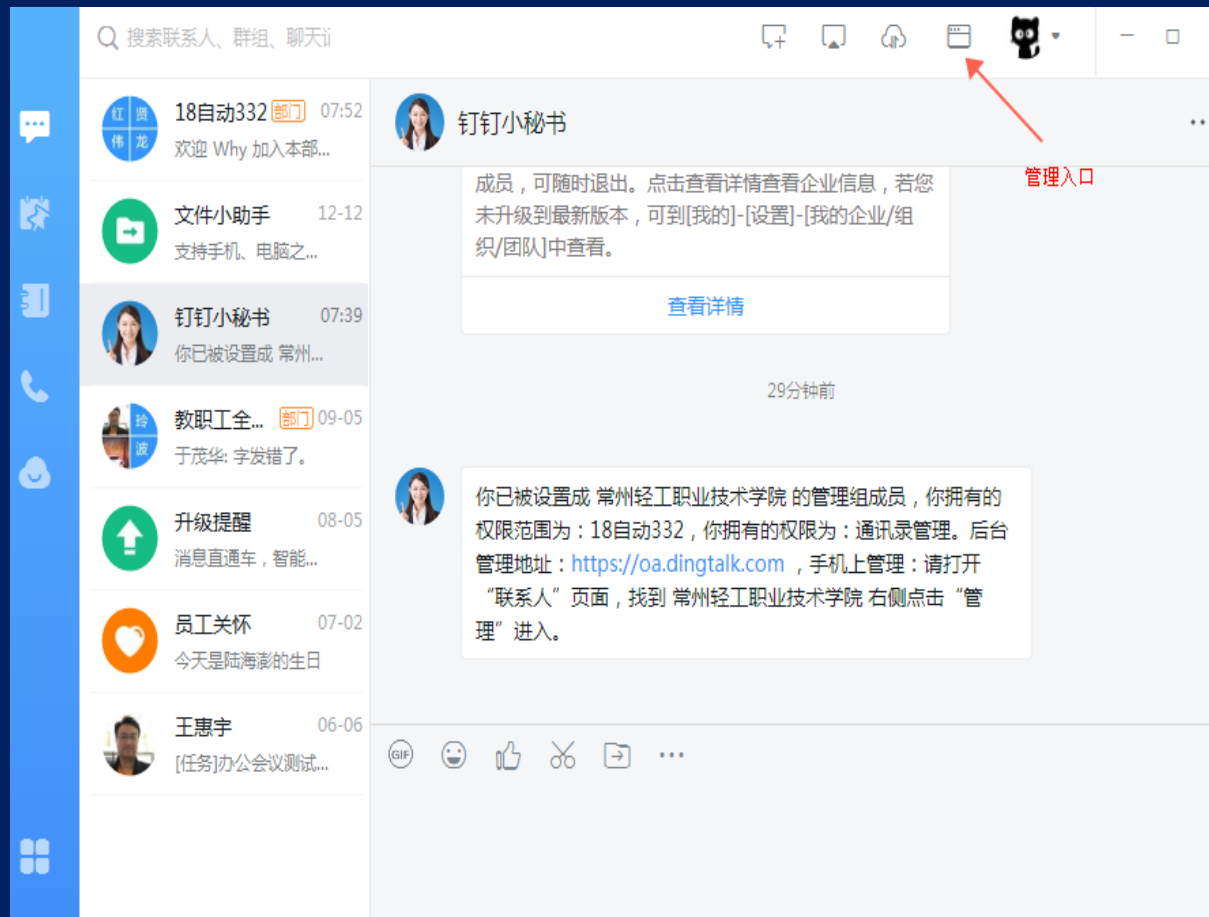 搜索联系人、群组、聊天
18自动332 部门 07:52
欢迎 Why 加入本部...
红 贤
伟 龙
文件小助手 12-12
支持手机、电脑之...
钉钉小秘书 07:39
你已被设置成 常州...
教职工全... 部门 09-05
于茂华: 字发错了。
玲
波
升级提醒 08-05
消息直通车，智能...
员工关怀 07-02
今天是陆海澎的生日
王惠宇 06-06
[任务]办公会议测试...
钉钉小秘书
管理入口
成员，可随时退出。点击查看详情查看企业信息，若您
未升级到最新版本，可到[我的]-[设置]-[我的企业/组
织/团队]中查看。
查看详情
29分钟前
你已被设置成 常州轻工职业技术学院 的管理组成员，你拥有的
权限范围为：18自动332，你拥有的权限为：通讯录管理。后台
管理地址：https://oa.dingtalk.com ，手机上管理：请打开
“联系人”页面，找到 常州轻工职业技术学院 右侧点击“管
理”进入。
GIF